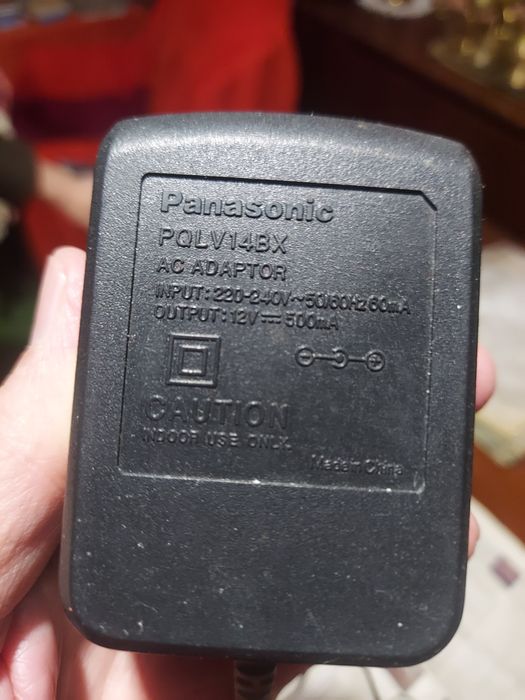 Panasonic
PQLV14BX
AC ADAPTOR
INPUT: 220-240V~50/60Hz 60mA
OUTPUT: 12V⎓ 500mA
CAUTION
INDOOR USE ONLY.
Made in China